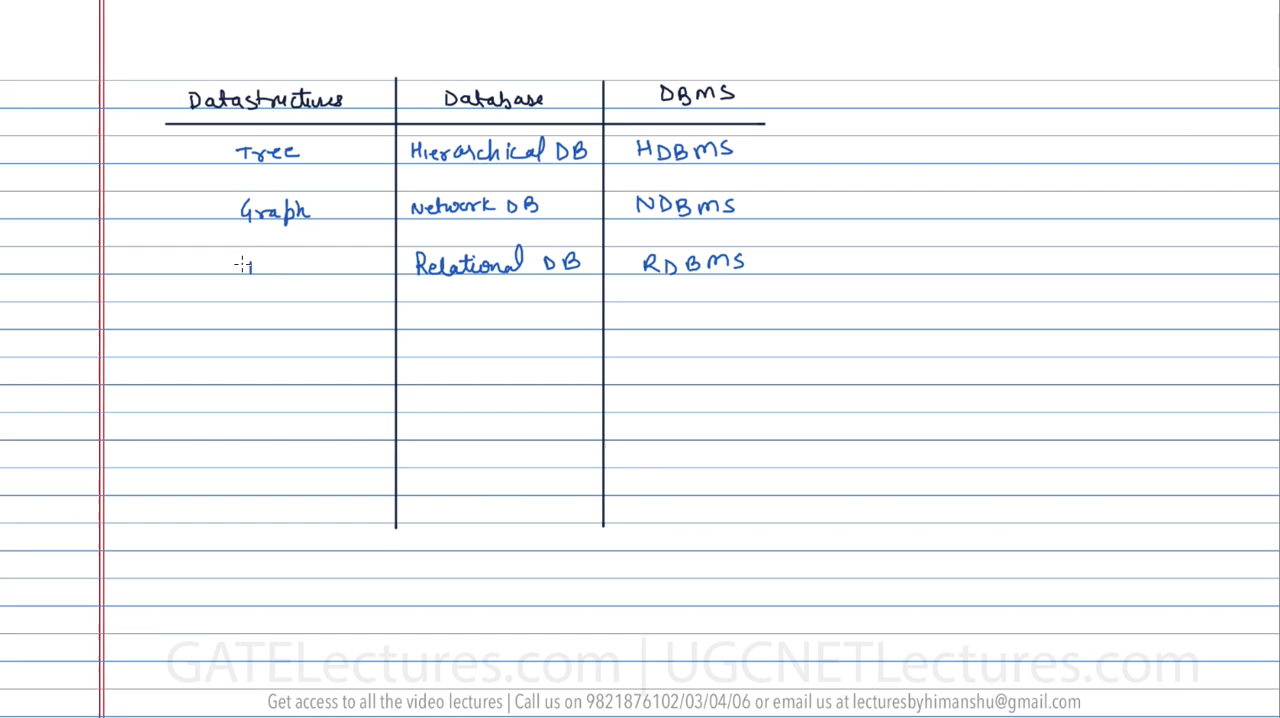 Datastructures Database DBMS
Tree Hierarchical DB HDBMS
Graph Network DB NDBMS
Relational DB RDBMS
GATELectures.com | UGCNETLectures.com
Get access to all the video lectures | Call us on 9821876102/03/04/06 or email us at lecturesbyhimanshu@gmail.com